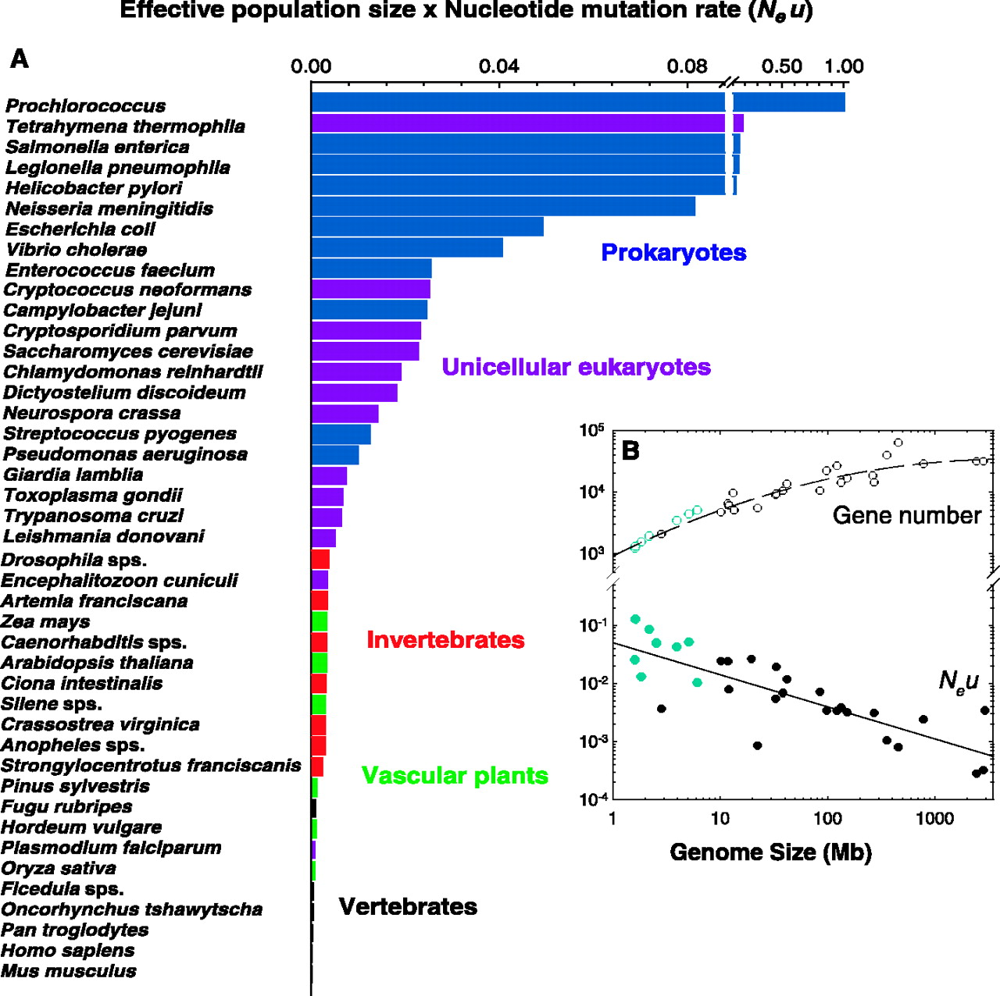 Effective population size x Nucleotide mutation rate (Nₑu)
A
0.00 0.04 0.08 0.50 1.00
Prochlorococcus
Tetrahymena thermophila
Salmonella enterica
Legionella pneumophila
Helicobacter pylori
Neisseria meningitidis
Escherichia coli
Vibrio cholerae
Prokaryotes
Enterococcus faecium
Cryptococcus neoformans
Campylobacter jejuni
Cryptosporidium parvum
Saccharomyces cerevisiae
Unicellular eukaryotes
Chlamydomonas reinhardtii
Dictyostelium discoideum
Neurospora crassa
Streptococcus pyogenes
Pseudomonas aeruginosa
Giardia lamblia
Toxoplasma gondii
Trypanosoma cruzi
Leishmania donovani
Drosophila sps.
Encephalitozoon cuniculi
Artemia franciscana
Zea mays
Caenorhabditis sps.
Invertebrates
Arabidopsis thaliana
Ciona intestinalis
Silene sps.
Crassostrea virginica
Anopheles sps.
Strongylocentrotus franciscanis
Vascular plants
Pinus sylvestris
Fugu rubripes
Hordeum vulgare
Plasmodium falciparum
Oryza sativa
Ficedula sps.
Oncorhynchus tshawytscha
Vertebrates
Pan troglodytes
Homo sapiens
Mus musculus
B
10⁵
10⁴
Gene number
10³
10⁻¹
10⁻²
Nₑu
10⁻³
10⁻⁴
1 10 100 1000
Genome Size (Mb)